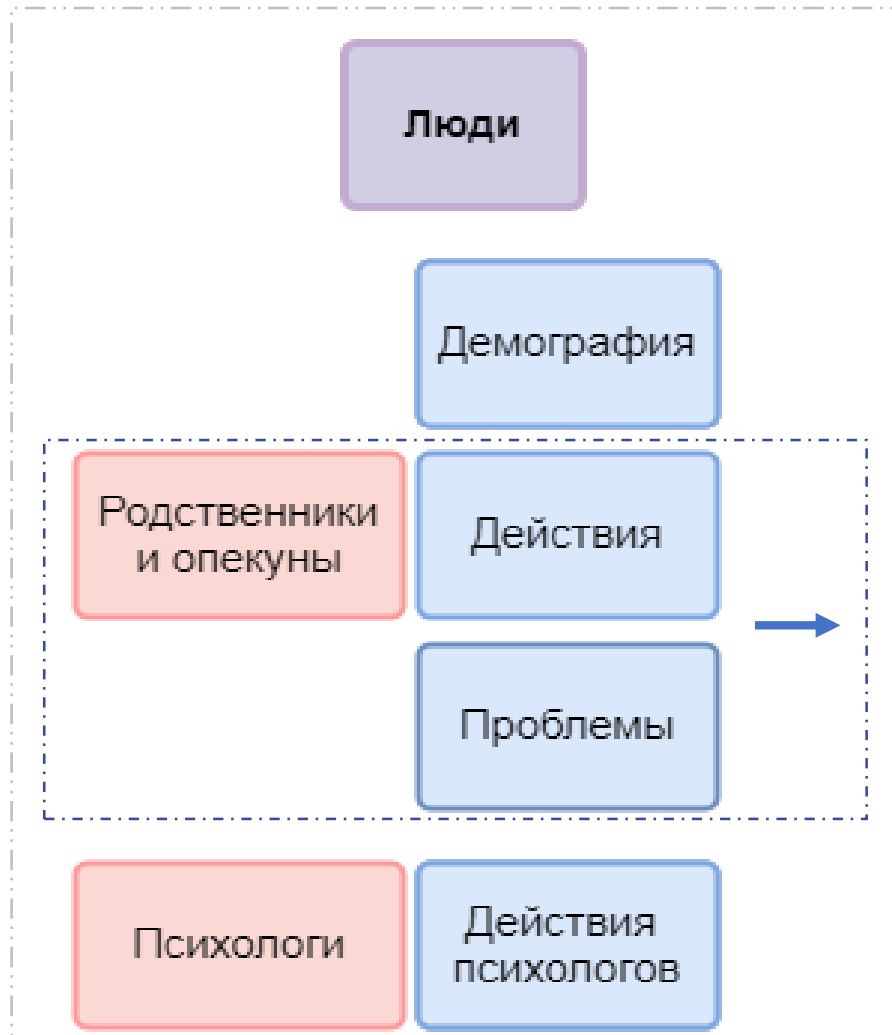 Люди
Демография
Родственники
и опекуны
Действия
Проблемы
Психологи
Действия
психологов